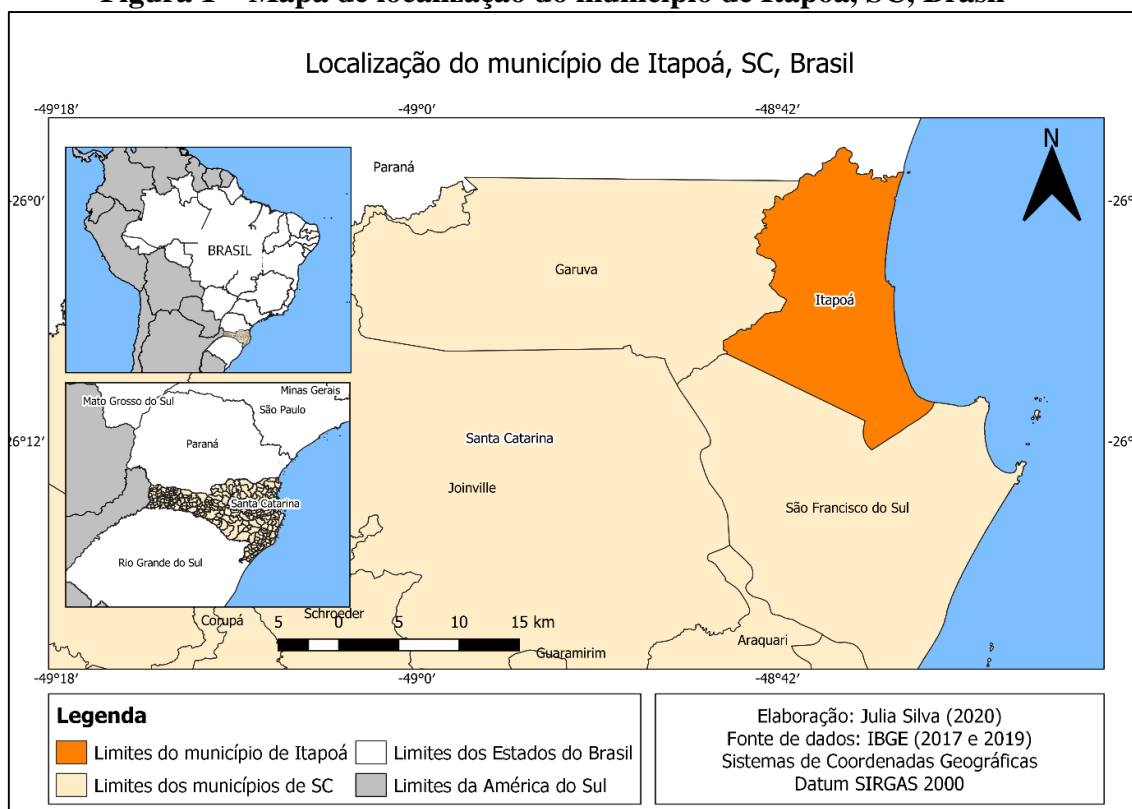 Figura 1 – Mapa de localização do município de Itapoá, SC, Brasil
Localização do município de Itapoá, SC, Brasil
-49°18'
-49°0'
-48°42'
N
Paraná
-26°0'
-26°0'
BRASIL
Garuva
Itapoá
Minas Gerais
Mato Grosso do Sul
São Paulo
Paraná
-26°12'
-26°
Santa Catarina
Joinville
Santa Catarina
São Francisco do Sul
Rio Grande do Sul
Schroeder
Corupá
5 0 5 10 15 km
Araquari
Guaramirim
-49°18'
-49°0'
-48°42'
Legenda
Limites do município de Itapoá
Limites dos Estados do Brasil
Limites dos municípios de SC
Limites da América do Sul
Elaboração: Julia Silva (2020)
Fonte de dados: IBGE (2017 e 2019)
Sistemas de Coordenadas Geográficas
Datum SIRGAS 2000